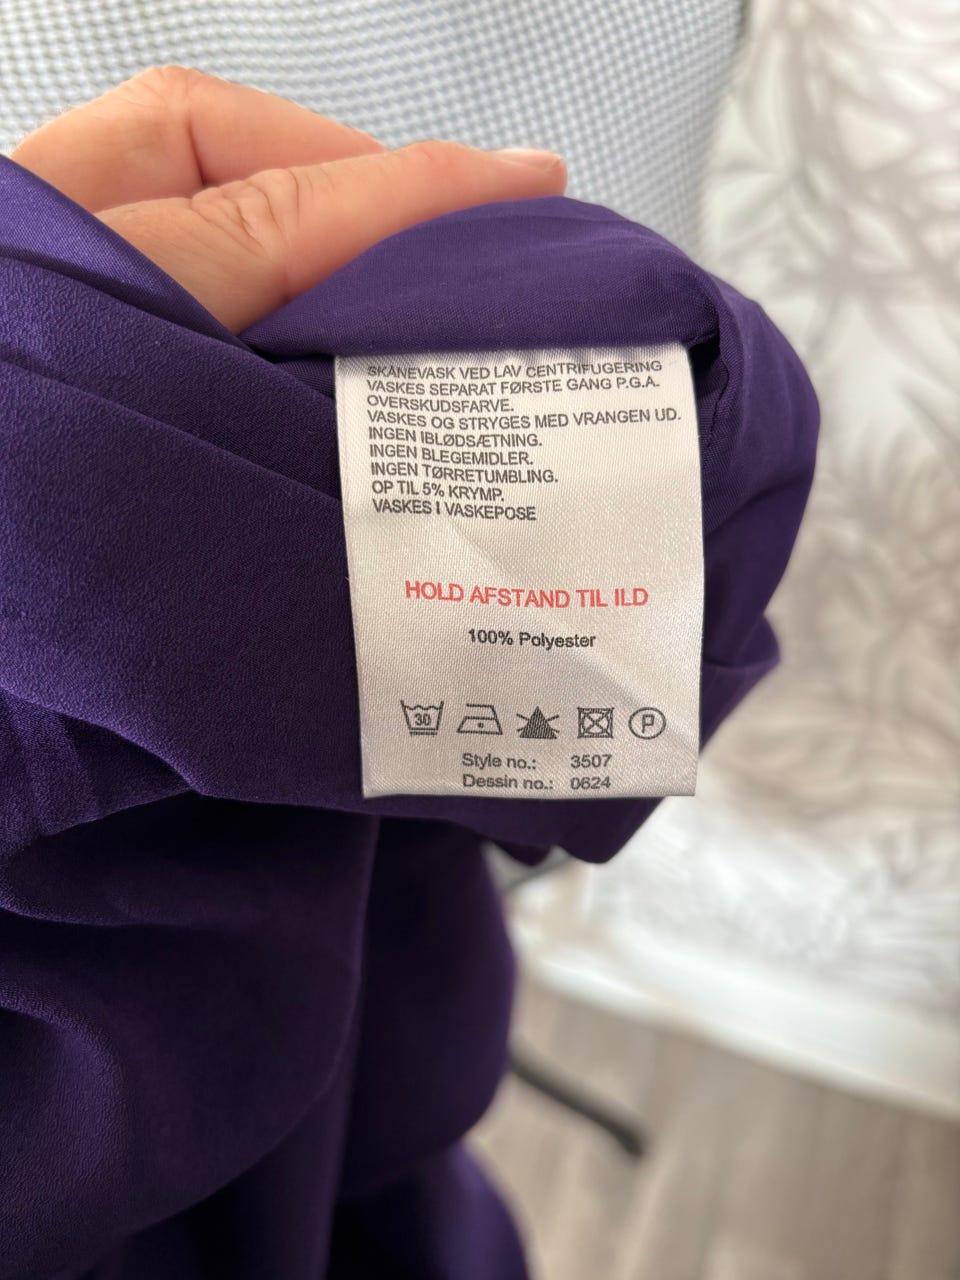 SKÅNEVASK VED LAV CENTRIFUGERING
VASKES SEPARAT FØRSTE GANG P.G.A.
OVERSKUDSFARVE.
VASKES OG STRYGES MED VRANGEN UD.
INGEN IBLØDSÆTNING.
INGEN BLEGEMIDLER.
INGEN TØRRETUMBLING.
OP TIL 5% KRYMP.
VASKES I VASKEPOSE
HOLD AFSTAND TIL ILD
100% Polyester
30 P
Style no.: 3507
Dessin no.: 0624